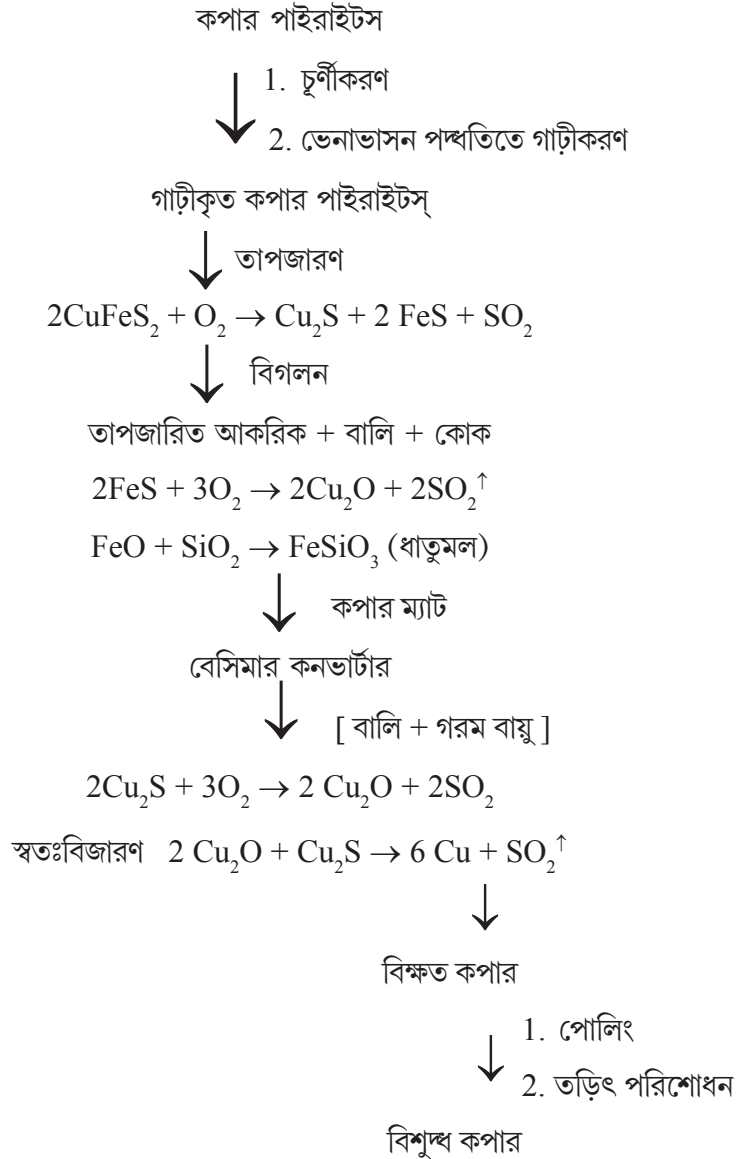 কপার পাইরাইটস
1. চূর্ণীকরণ
2. ভেনাভাসন পদ্ধতিতে গাঢ়ীকরণ
গাঢ়ীকৃত কপার পাইরাইটস্
তাপজারণ
2CuFeS₂ + O₂ → Cu₂S + 2 FeS + SO₂
বিগলন
তাপজারিত আকরিক + বালি + কোক
2FeS + 3O₂ → 2Cu₂O + 2SO₂↑
FeO + SiO₂ → FeSiO₃ (ধাতুমল)
কপার ম্যাট
বেসিমার কনভার্টার
[ বালি + গরম বায়ু ]
2Cu₂S + 3O₂ → 2 Cu₂O + 2SO₂
স্বতঃবিজারণ 2 Cu₂O + Cu₂S → 6 Cu + SO₂↑
বিক্ষত কপার
1. পোলিং
2. তড়িৎ পরিশোধন
বিশুদ্ধ কপার